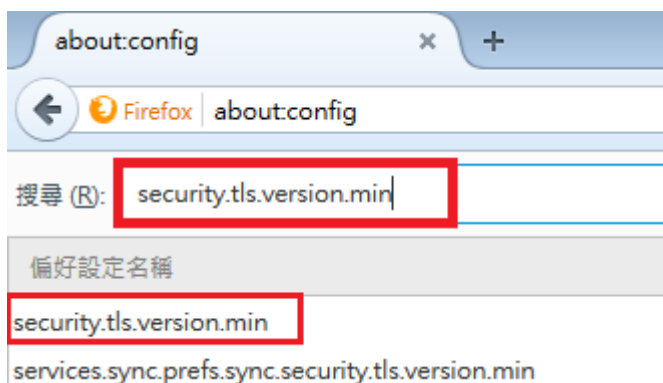 about:config
Firefox about:config
搜尋 (R): security.tls.version.min
偏好設定名稱
security.tls.version.min
services.sync.prefs.sync.security.tls.version.min